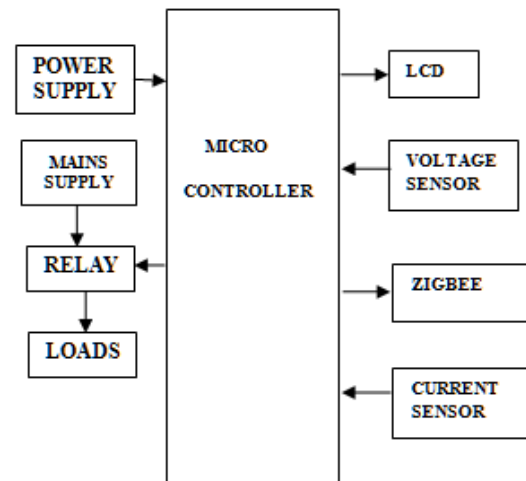 POWER
SUPPLY
MAINS
SUPPLY
RELAY
LOADS
MICRO
CONTROLLER
LCD
VOLTAGE
SENSOR
ZIGBEE
CURRENT
SENSOR